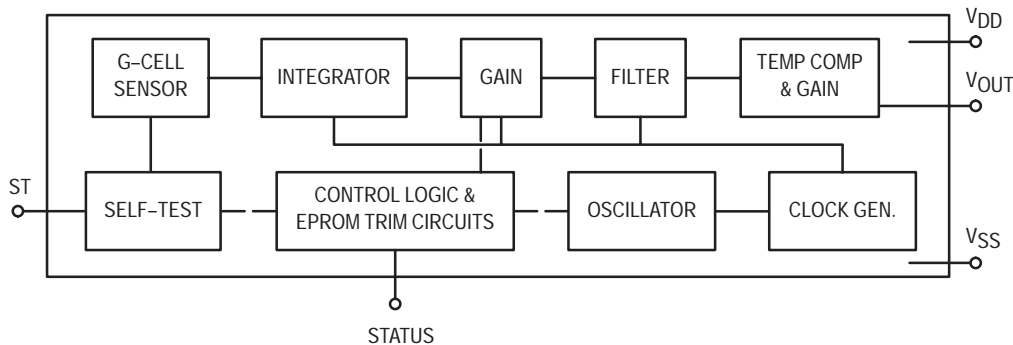 VDD
G–CELL
SENSOR
INTEGRATOR
GAIN
FILTER
TEMP COMP
& GAIN
VOUT
ST
SELF–TEST
CONTROL LOGIC &
EPROM TRIM CIRCUITS
OSCILLATOR
CLOCK GEN.
VSS
STATUS